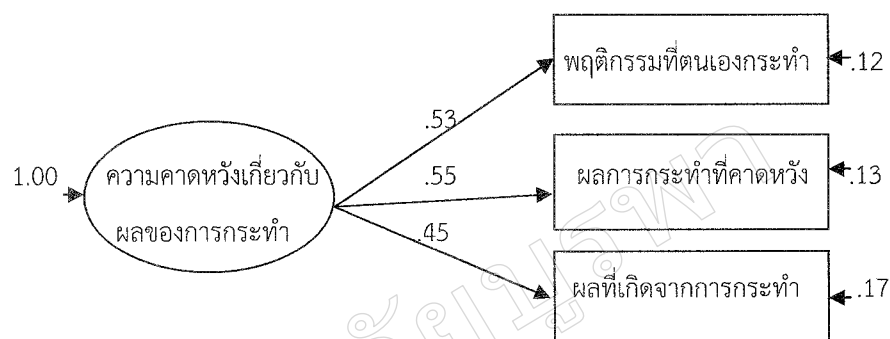 พฤติกรรมที่ตนเองกระทำ
.12
.53
1.00
ความคาดหวังเกี่ยวกับ
ผลของการกระทำ
.55
ผลการกระทำที่คาดหวัง
.13
.45
ผลที่เกิดจากการกระทำ
.17